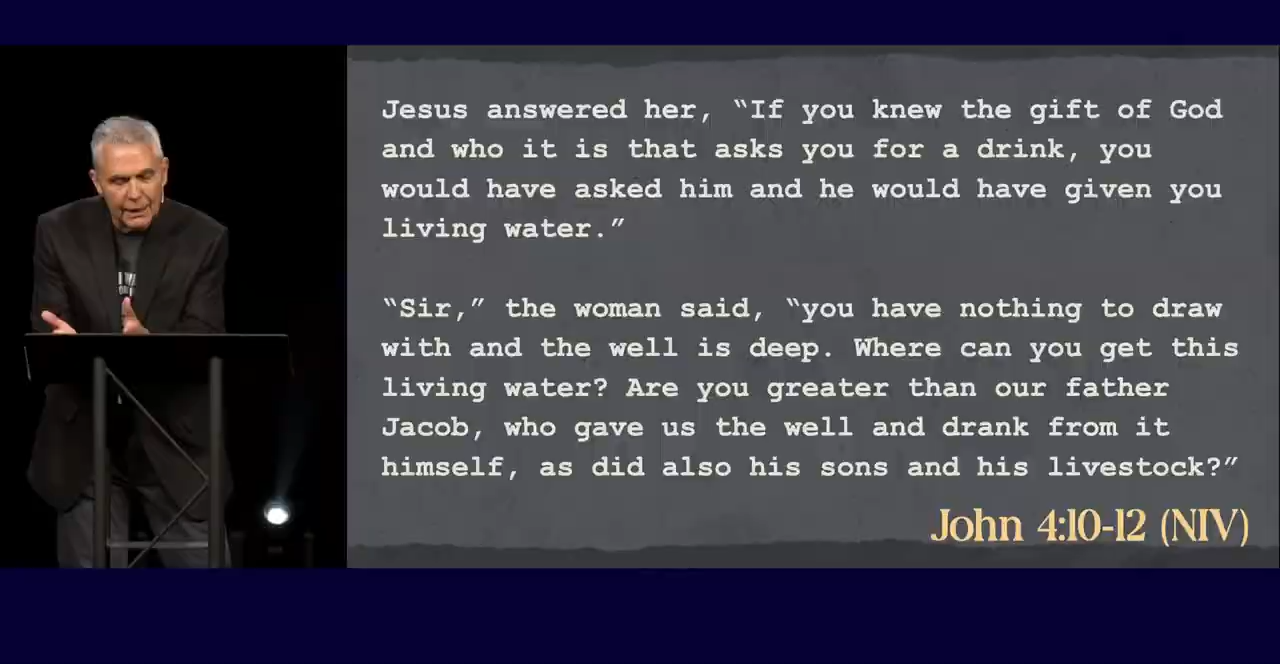 Jesus answered her, “If you knew the gift of God
and who it is that asks you for a drink, you
would have asked him and he would have given you
living water.”
“Sir,” the woman said, “you have nothing to draw
with and the well is deep. Where can you get this
living water? Are you greater than our father
Jacob, who gave us the well and drank from it
himself, as did also his sons and his livestock?”
John 4:10-12 (NIV)